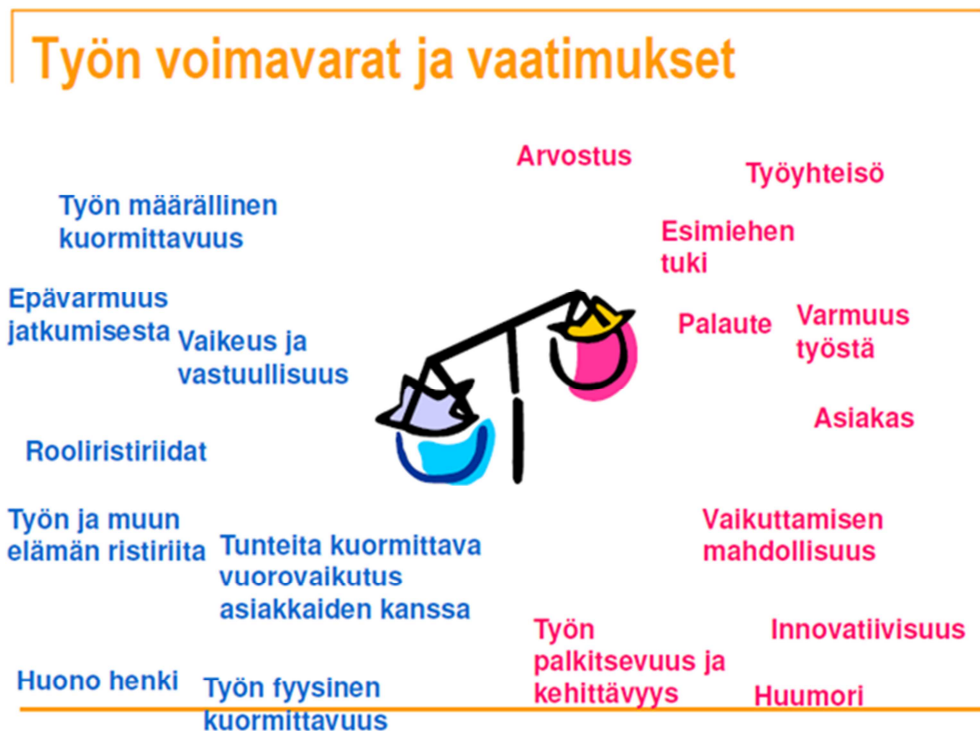 Työn voimavarat ja vaatimukset
Työn määrällinen
kuormittavuus
Epävarmuus
jatkumisesta
Vaikeus ja
vastuullisuus
Rooliristiriidat
Työn ja muun
elämän ristiriita
Tunteita kuormittava
vuorovaikutus
asiakkaiden kanssa
Huono henki
Työn fyysinen
kuormittavuus
Arvostus
Työyhteisö
Esimiehen
tuki
Palaute
Varmuus
työstä
Asiakas
Vaikuttamisen
mahdollisuus
Työn
palkitsevuus ja
kehittävyys
Innovatiivisuus
Huumori